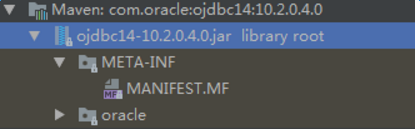 Maven: com.oracle:ojdbc14:10.2.0.4.0
ojdbc14-10.2.0.4.0.jar library root
META-INF
MANIFEST.MF
oracle